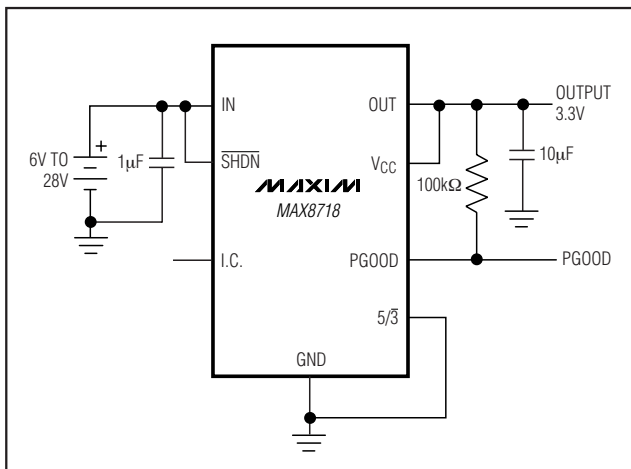 IN
OUT
OUTPUT
3.3V
6V TO
28V
+
1μF
SHDN
VCC
10μF
100kΩ
MAXIM
MAX8718
I.C.
PGOOD
PGOOD
5/3
GND